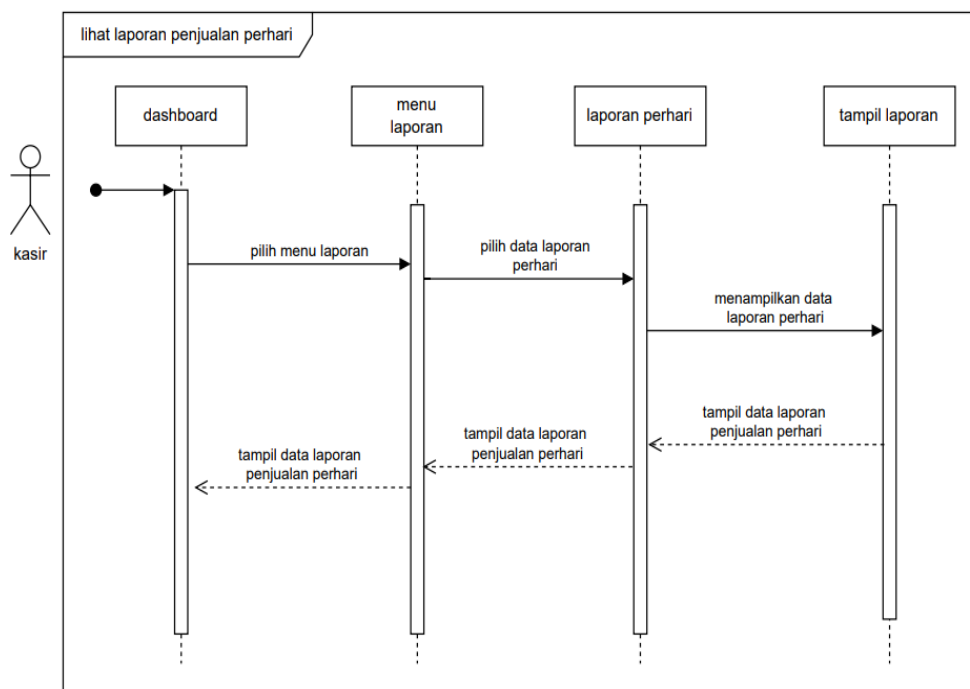 lihat laporan penjualan perhari
dashboard
menu
laporan
laporan perhari
tampil laporan
kasir
pilih menu laporan
pilih data laporan
perhari
menampilkan data
laporan perhari
tampil data laporan
penjualan perhari
tampil data laporan
penjualan perhari
tampil data laporan
penjualan perhari